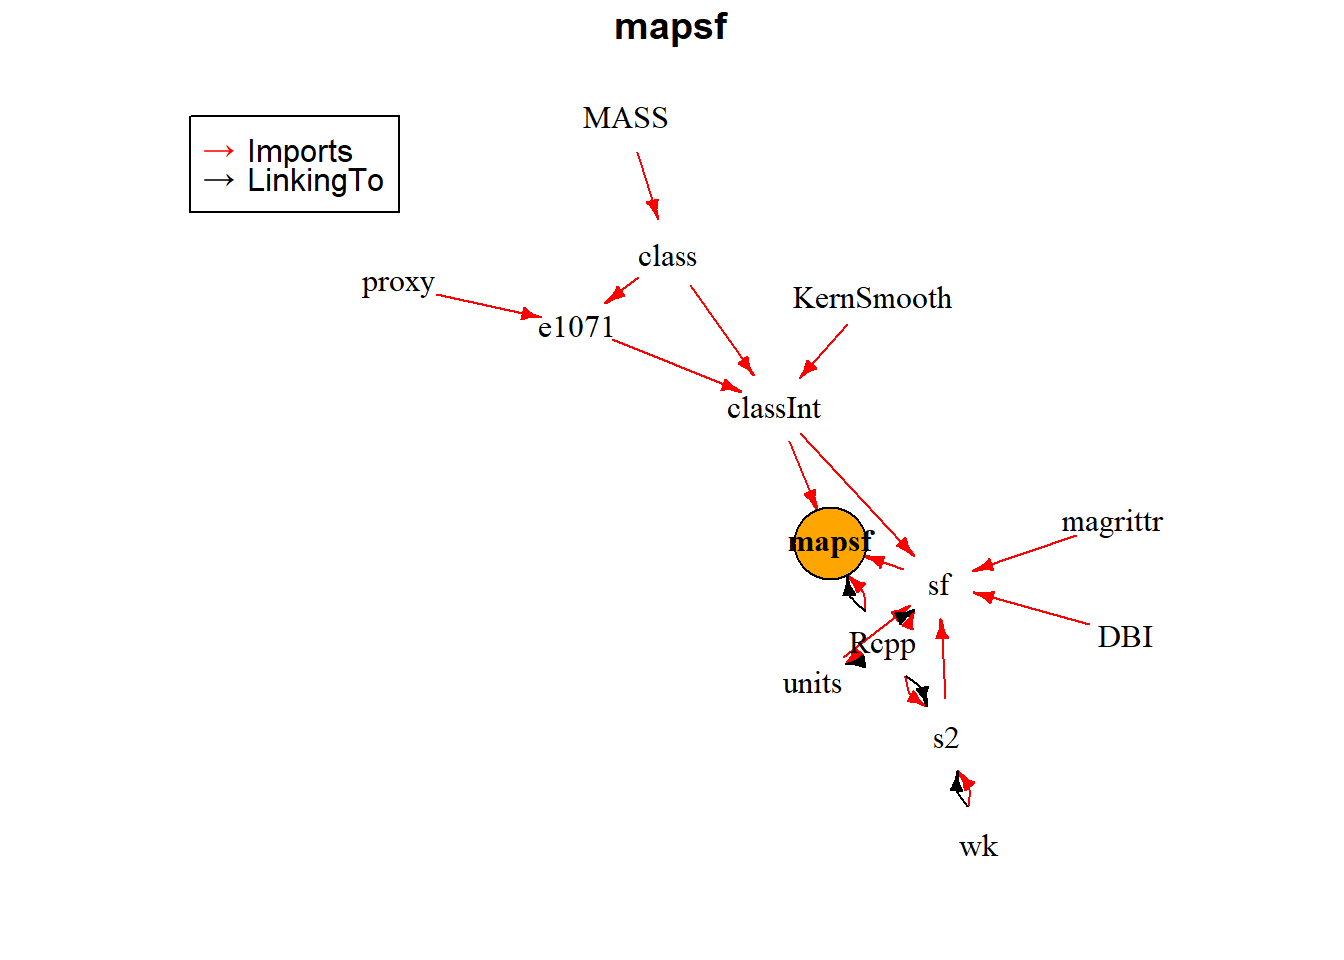 mapsf
MASS
→ Imports
→ LinkingTo
class
proxy
KernSmooth
e1071
classInt
magrittr
mapsf
sf
DBI
Rcpp
units
s2
wk